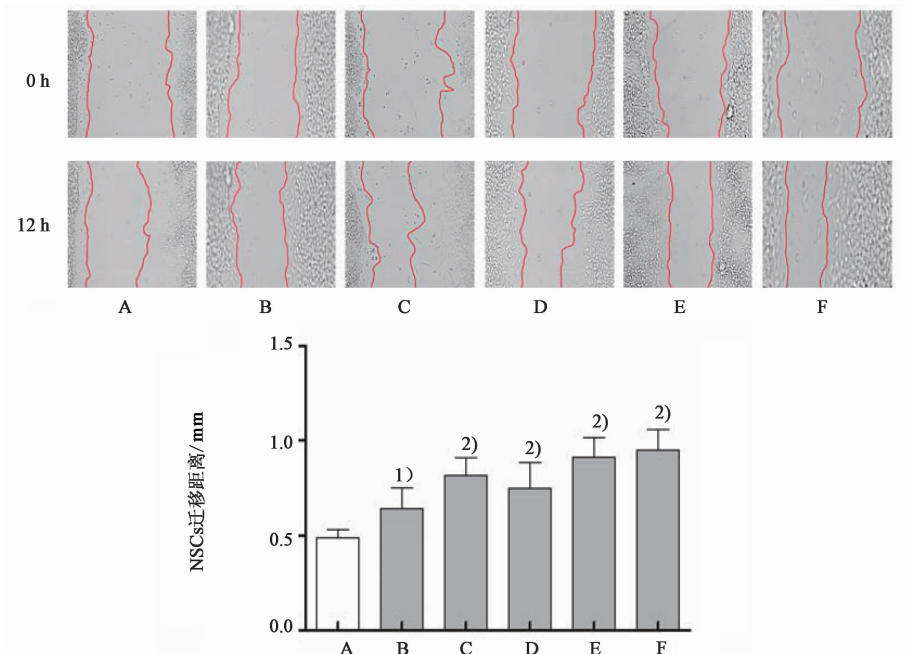 0 h
12 h
A B C D E F
1.5
1.0
0.5
0.0
NSCs迁移距离/mm
1)
2)
2)
2)
2)
A B C D E F